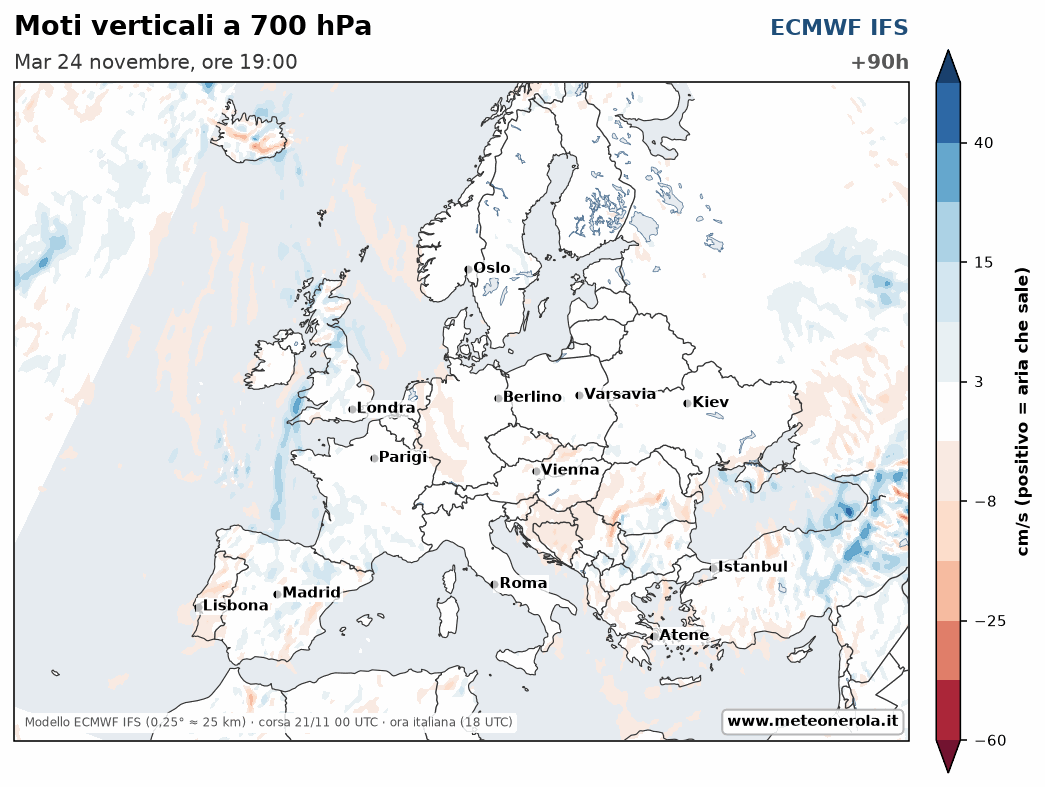 Moti verticali a 700 hPa
ECMWF IFS
Mar 24 novembre, ore 19:00
+90h
40
15
3
−8
−25
−60
cm/s (positivo = aria che sale)
Oslo
Berlino
Varsavia
Kiev
Londra
Parigi
Vienna
Istanbul
Roma
Madrid
Lisbona
Atene
Modello ECMWF IFS (0,25° ≈ 25 km) · corsa 21/11 00 UTC · ora italiana (18 UTC)
www.meteonerola.it